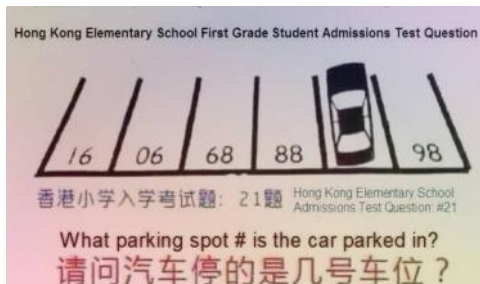 Hong Kong Elementary School First Grade Student Admissions Test Question
16 06 68 88 98
香港小学入学考试题：21题
Hong Kong Elementary School
Admissions Test Question: #21
What parking spot # is the car parked in?
请问汽车停的是几号车位？